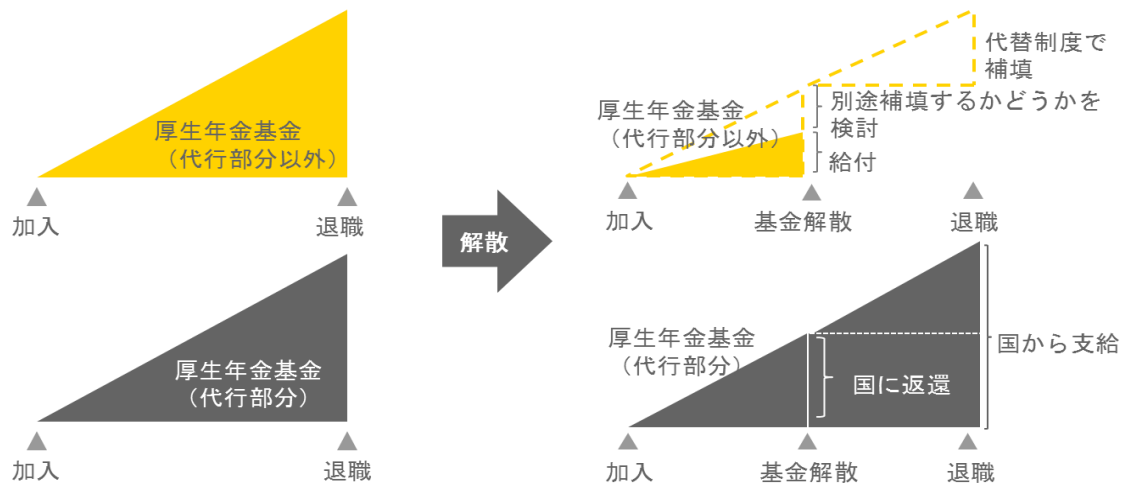 厚生年金基金
（代行部分以外）
加入
退職
厚生年金基金
（代行部分）
加入
退職
解散
代替制度で
補填
厚生年金基金
（代行部分以外）
別途補填するかどうかを
検討
給付
加入
基金解散
退職
厚生年金基金
（代行部分）
国に返還
国から支給
加入
基金解散
退職